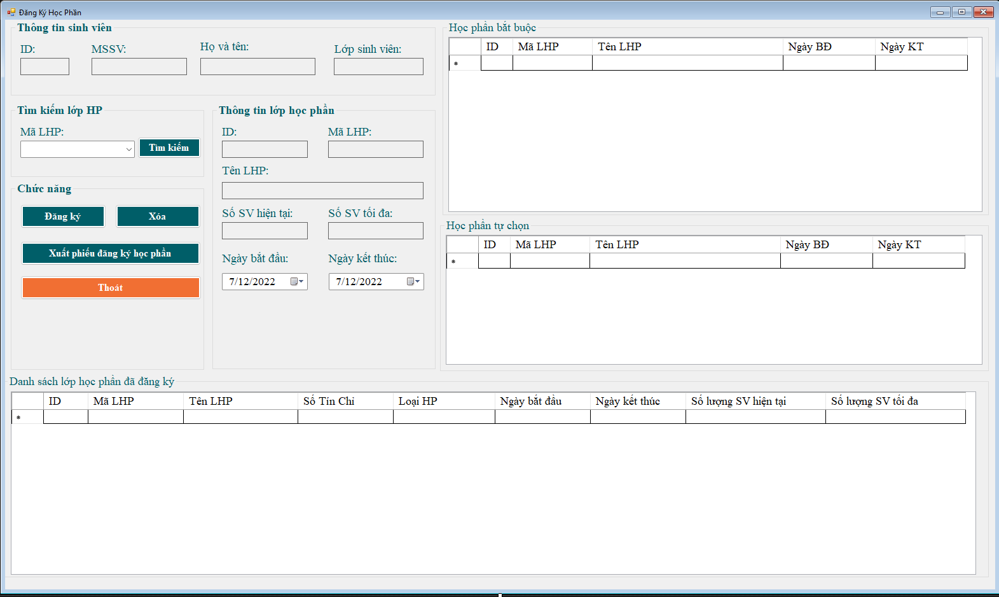 Đăng Ký Học Phần
Thông tin sinh viên
ID: MSSV: Họ và tên: Lớp sinh viên:
Tìm kiếm lớp HP
Mã LHP:
Tìm kiếm
Chức năng
Đăng ký Xóa
Xuất phiếu đăng ký học phần
Thoát
Thông tin lớp học phần
ID: Mã LHP:
Tên LHP:
Số SV hiện tại: Số SV tối đa:
Ngày bắt đầu: Ngày kết thúc:
7/12/2022 7/12/2022
Học phần bắt buộc
ID Mã LHP Tên LHP Ngày BĐ Ngày KT
Học phần tự chọn
ID Mã LHP Tên LHP Ngày BĐ Ngày KT
Danh sách lớp học phần đã đăng ký
ID Mã LHP Tên LHP Số Tín Chỉ Loại HP Ngày bắt đầu Ngày kết thúc Số lượng SV hiện tại Số lượng SV tối đa